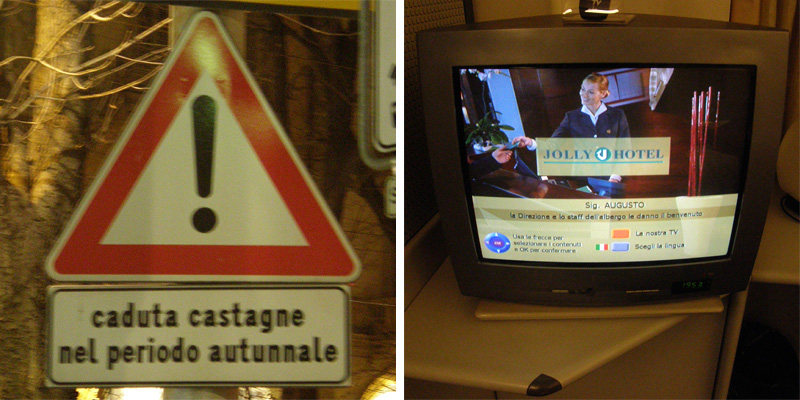 caduta castagne
nel periodo autunnale
JOLLY HOTEL
Sig. AUGUSTO
la Direzione e lo staff dell'albergo le danno il benvenuto
Usa le frecce per
selezionare i contenuti
e OK per confermare
OK
La nostra TV
Scegli la lingua